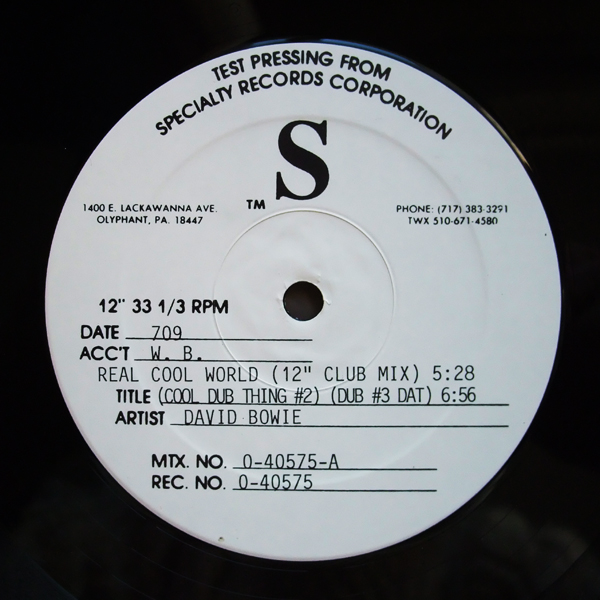 TEST PRESSING FROM
SPECIALTY RECORDS CORPORATION
S
TM
1400 E. LACKAWANNA AVE.
OLYPHANT, PA. 18447
PHONE: (717) 383-3291
TWX 510-671-4580
12" 33 1/3 RPM
DATE 709
ACC'T W. B.
REAL COOL WORLD (12" CLUB MIX) 5:28
TITLE (COOL DUB THING #2) (DUB #3 DAT) 6:56
ARTIST DAVID BOWIE
MTX. NO. 0-40575-A
REC. NO. 0-40575